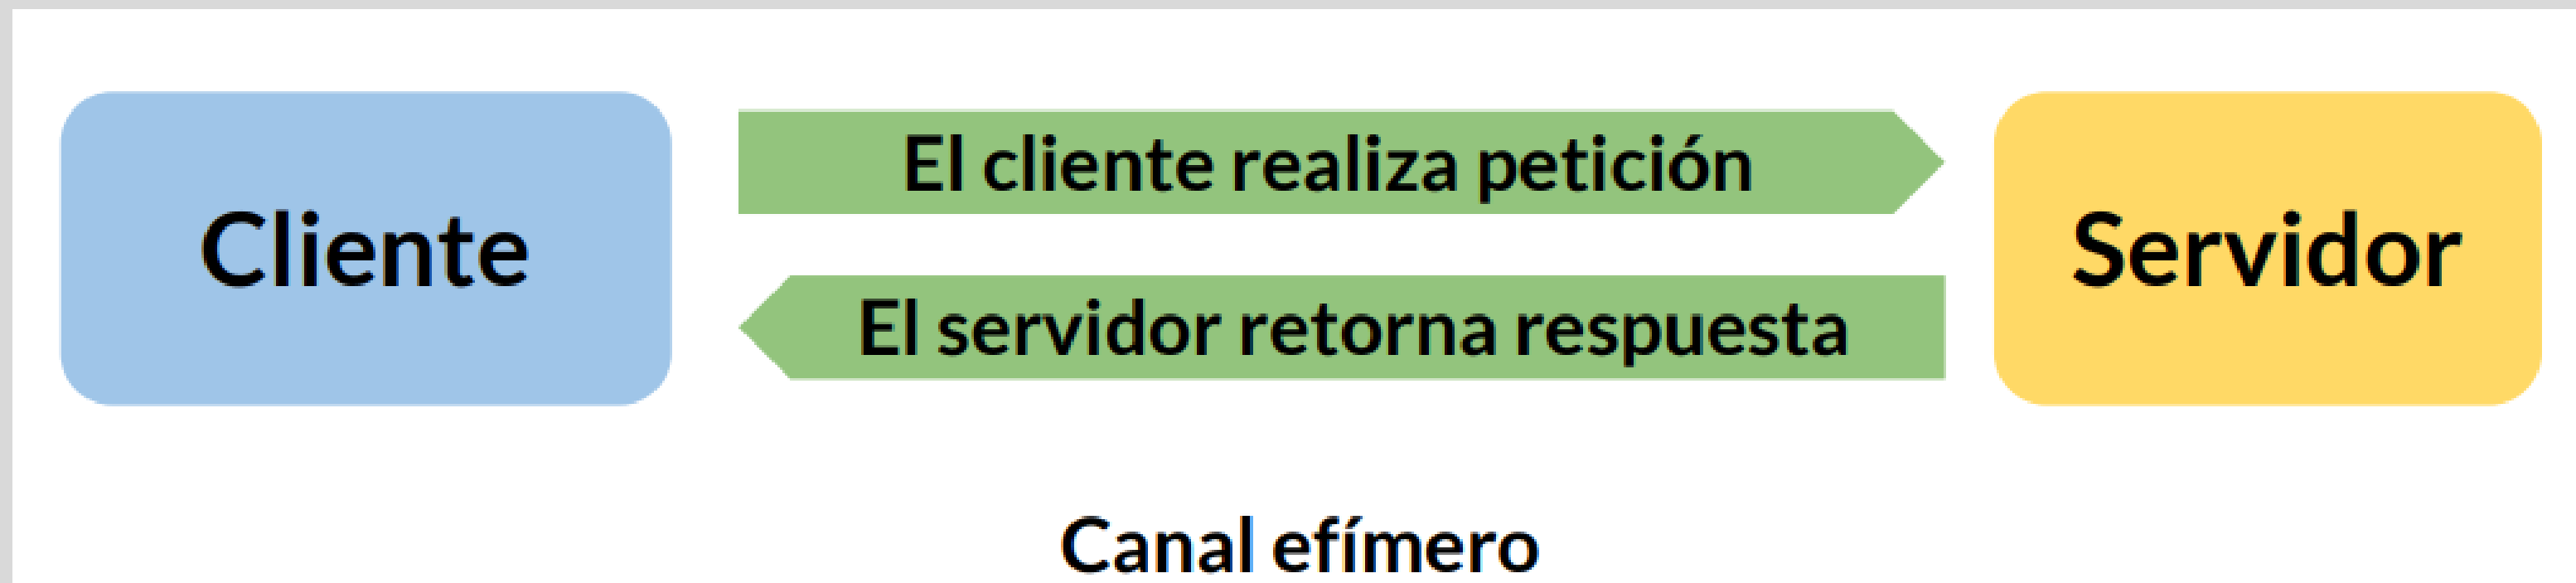 El cliente realiza petición
Cliente
Servidor
El servidor retorna respuesta
Canal efímero